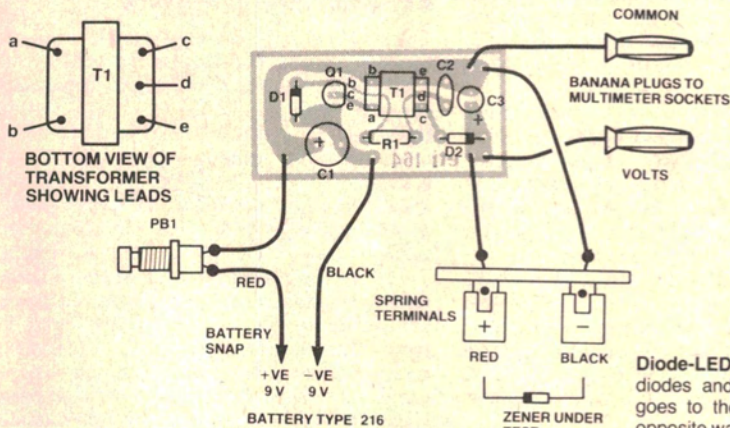 COMMON
a
c
T1
d
b
e
BOTTOM VIEW OF
TRANSFORMER
SHOWING LEADS
BANANA PLUGS TO
MULTIMETER SOCKETS
VOLTS
D1
Q1
b
c
e
b
T1
a
e
d
c
C2
C3
+
R1
D2
+
C1
eti 164
PB1
RED
BLACK
BATTERY
SNAP
+VE
9 V
–VE
9 V
BATTERY TYPE 216
SPRING
TERMINALS
+
–
RED
BLACK
ZENER UNDER
Diode-LED
diodes and
goes to the